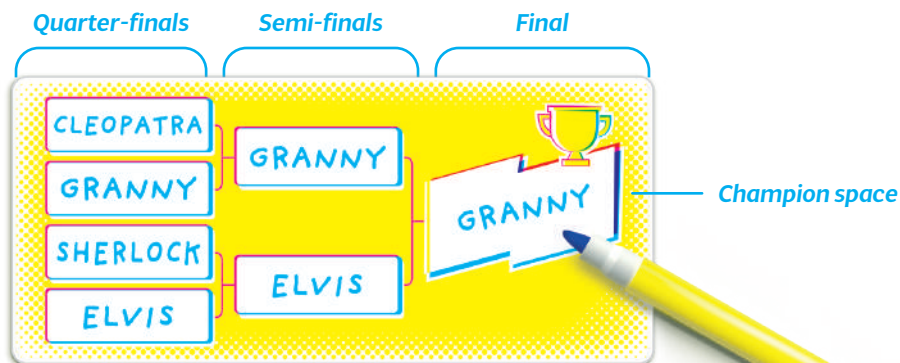 Quarter-finals Semi-finals Final
CLEOPATRA
GRANNY
SHERLOCK
ELVIS
GRANNY
ELVIS
GRANNY
Champion space